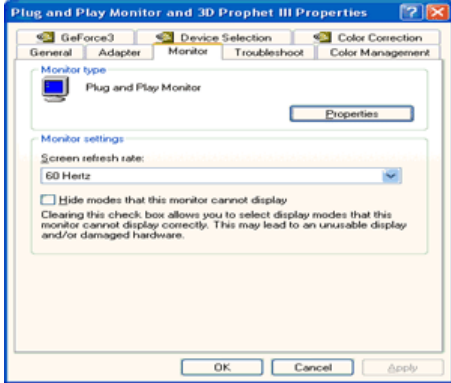 Plug and Play Monitor and 3D Prophet III Properties
GeForce3 Device Selection Color Correction
General Adapter Monitor Troubleshoot Color Management
Monitor type
Plug and Play Monitor
Properties
Monitor settings
Screen refresh rate:
60 Hertz
Hide modes that this monitor cannot display
Clearing this check box allows you to select display modes that this
monitor cannot display correctly. This may lead to an unusable display
and/or damaged hardware.
OK Cancel Apply